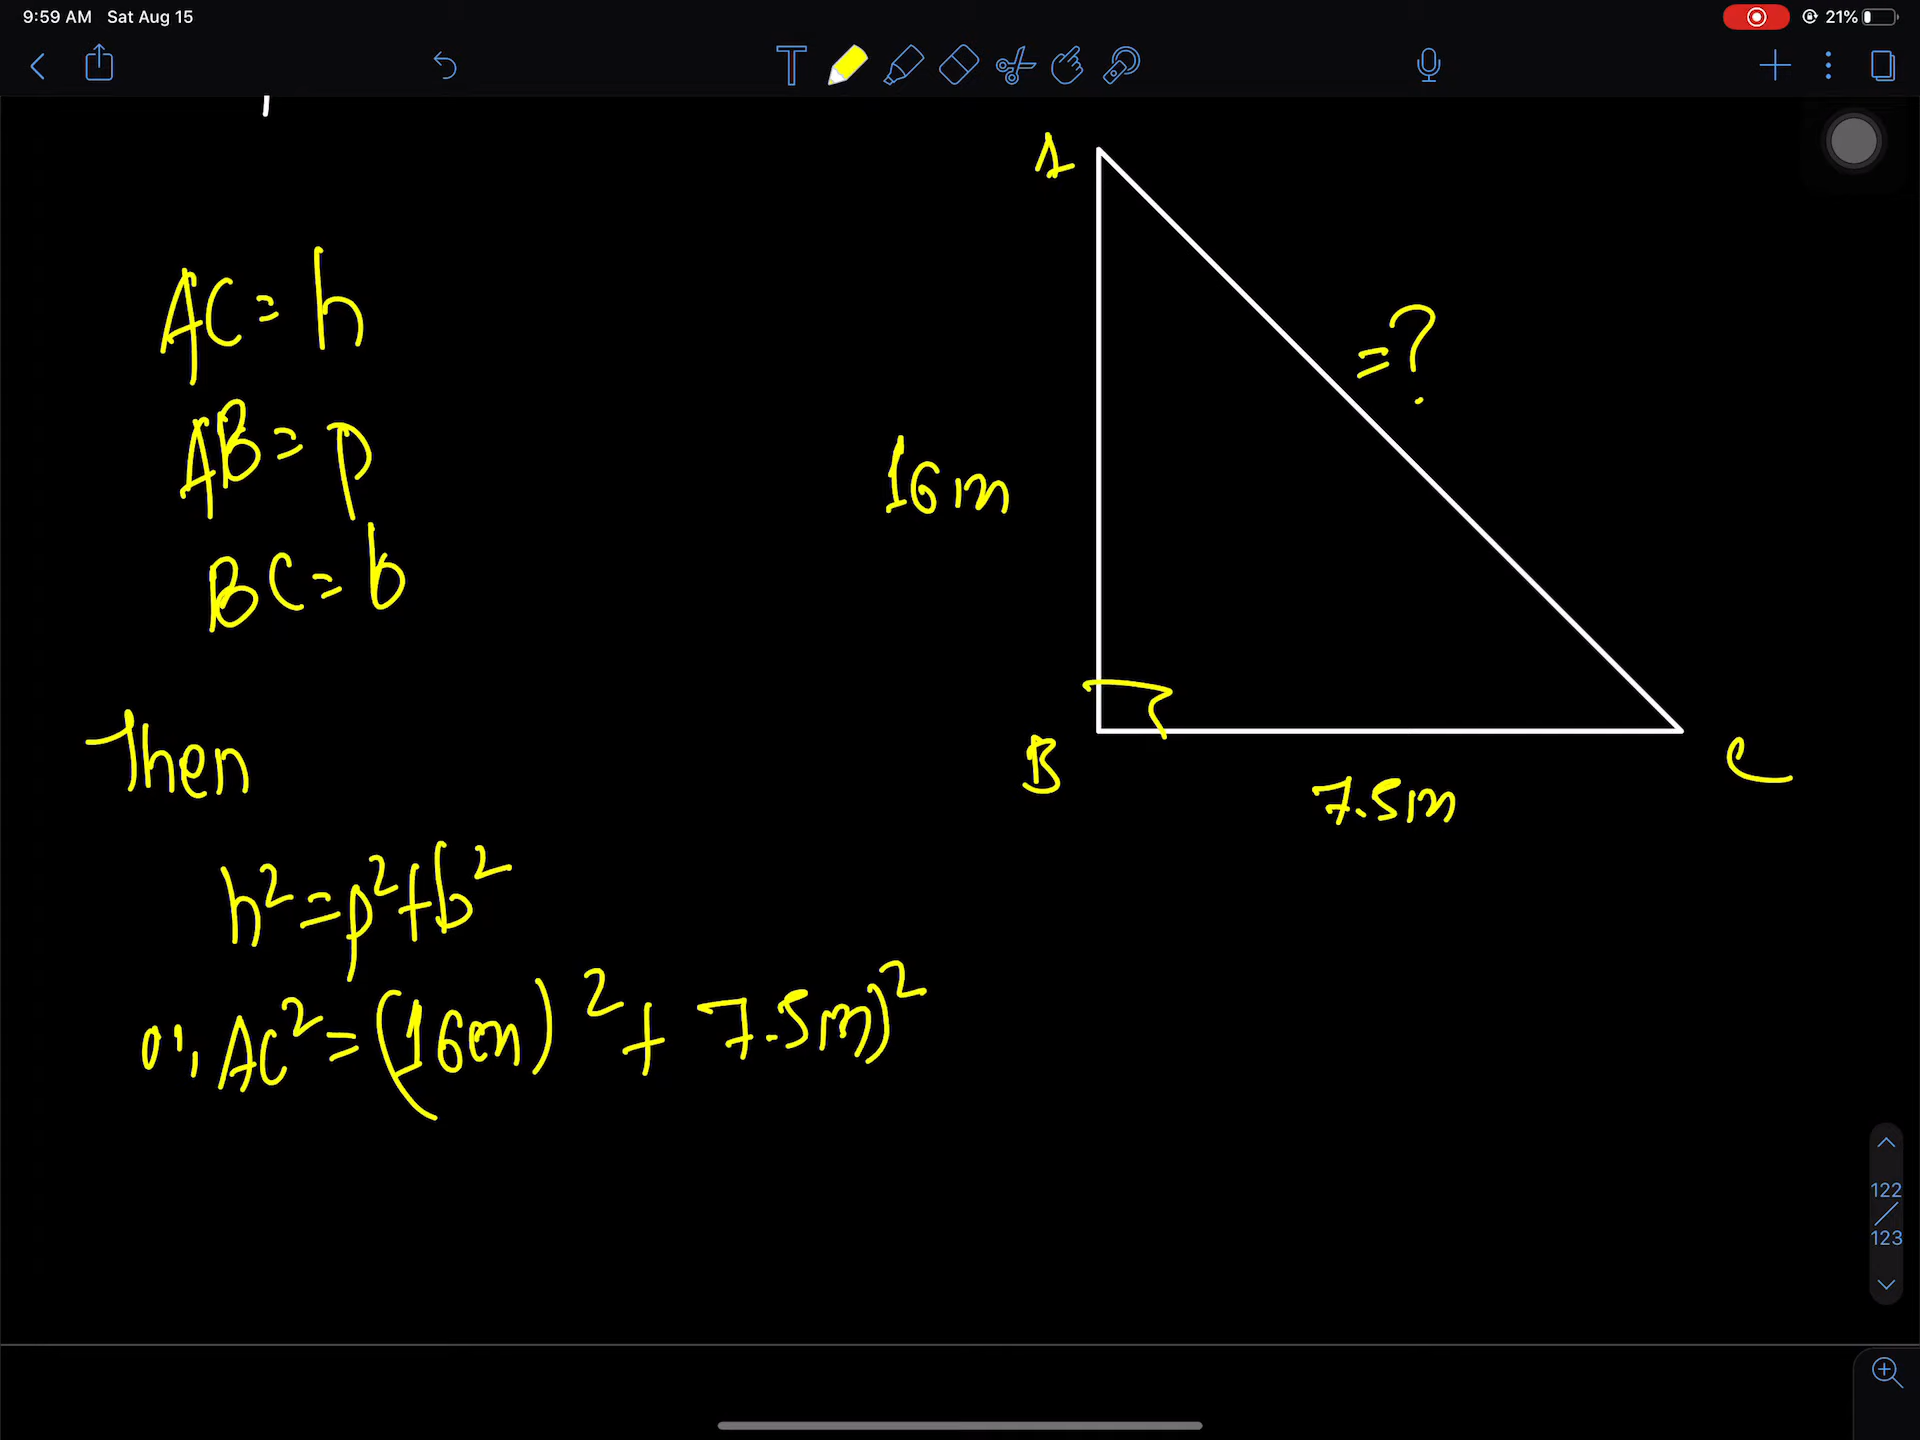 9:59 AM Sat Aug 15
21%
T
A
AC = h
= ?
AB = p
16m
BC = b
Then
B
C
7.5m
h² = p² + b²
or, AC² = (16m)² + 7.5m)²
122
/
123